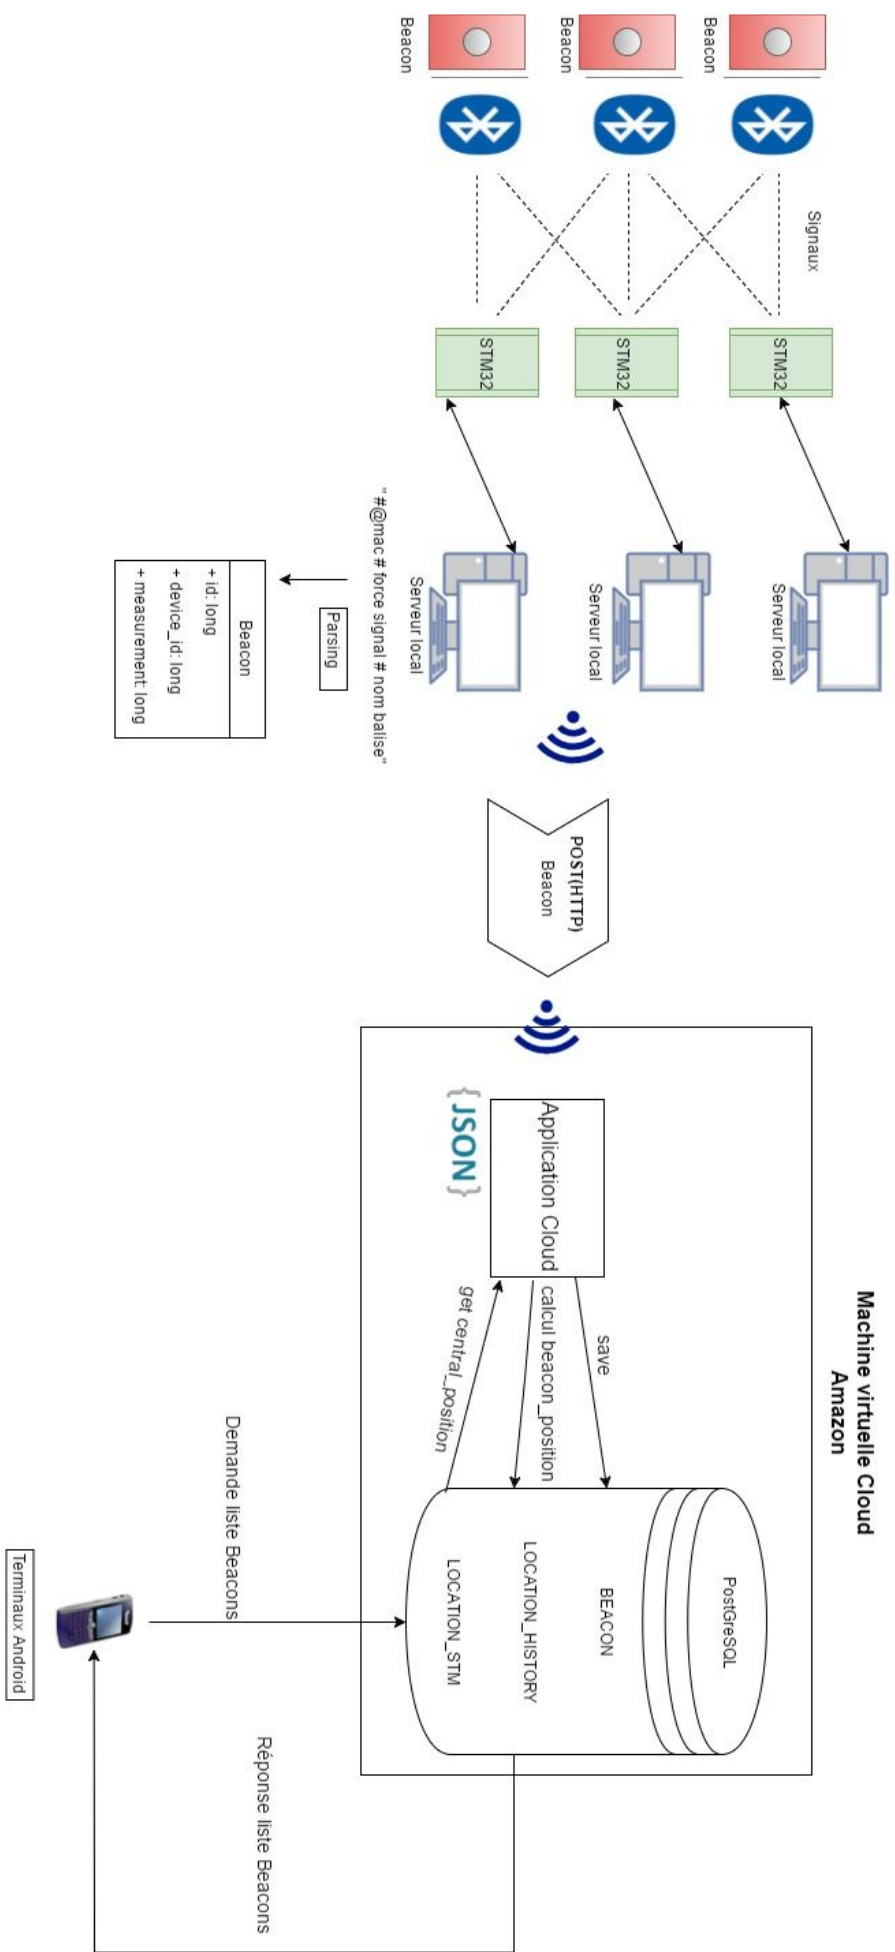 Machine virtuelle Cloud
Amazon
Beacon
Beacon
Beacon
Signaux
STM32
STM32
STM32
Serveur local
Serveur local
Serveur local
" #@mac # force signal # nom balise"
Parsing
Beacon
+ id: long
+ device_id: long
+ measurement: long
POST(HTTP)
Beacon
Application Cloud
{JSON}
save
calcul beacon_position
get central_position
PostGreSQL
BEACON
LOCATION_HISTORY
LOCATION_STM
Demande liste Beacons
Réponse liste Beacons
Terminaux Android